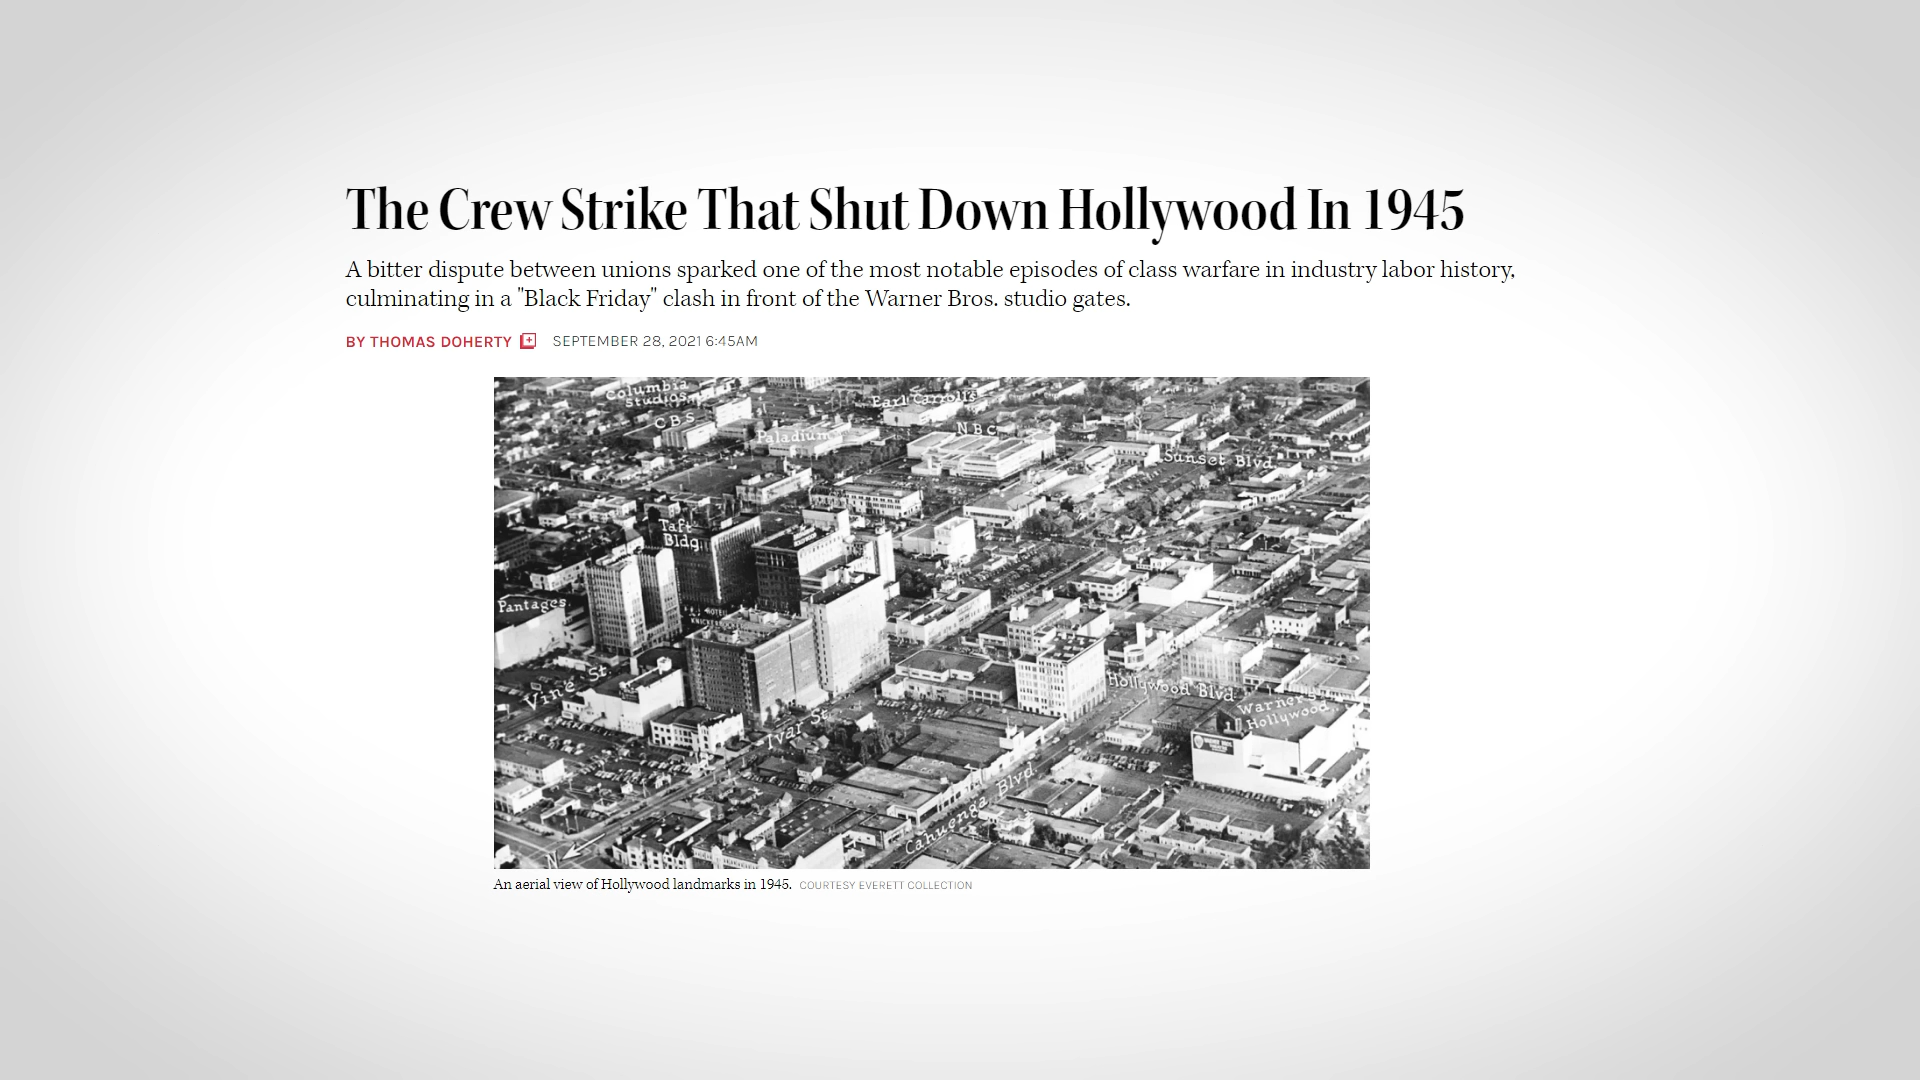 The Crew Strike That Shut Down Hollywood In 1945
A bitter dispute between unions sparked one of the most notable episodes of class warfare in industry labor history,
culminating in a "Black Friday" clash in front of the Warner Bros. studio gates.
BY THOMAS DOHERTY SEPTEMBER 28, 2021 6:45AM
Columbia
Studios
CBS
Earl Carroll's
Paladium
NBC
Sunset Blvd.
Taft
Bldg.
Pantages
HOTEL
KNICKERBOCKER
Vine St.
Ivar St.
Hollywood Blvd.
Warner's
Hollywood
Cahuenga Blvd.
N
An aerial view of Hollywood landmarks in 1945. COURTESY EVERETT COLLECTION